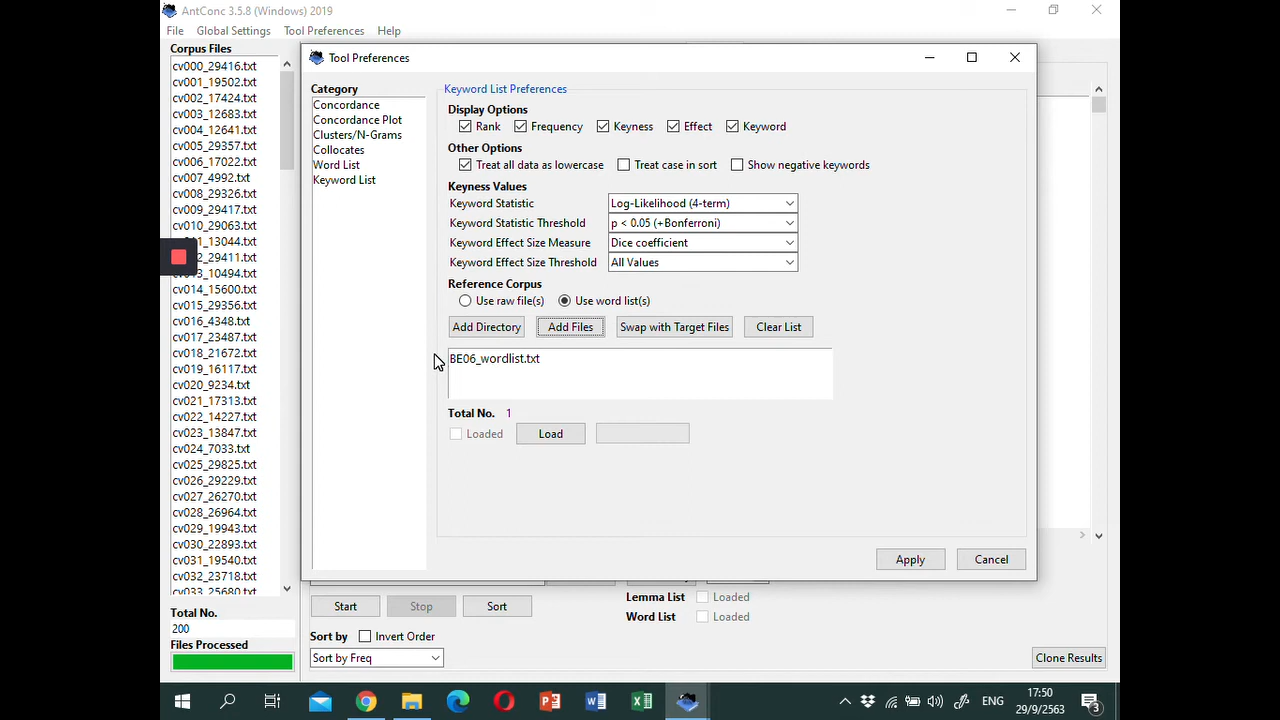 AntConc 3.5.8 (Windows) 2019
File Global Settings Tool Preferences Help
Corpus Files
cv000_29416.txt
cv001_19502.txt
cv002_17424.txt
cv003_12683.txt
cv004_12641.txt
cv005_29357.txt
cv006_17022.txt
cv007_4992.txt
cv008_29326.txt
cv009_29417.txt
cv010_29063.txt
13044.txt
2_29411.txt
_10494.txt
cv014_15600.txt
cv015_29356.txt
cv016_4348.txt
cv017_23487.txt
cv018_21672.txt
cv019_16117.txt
cv020_9234.txt
cv021_17313.txt
cv022_14227.txt
cv023_13847.txt
cv024_7033.txt
cv025_29825.txt
cv026_29229.txt
cv027_26270.txt
cv028_26964.txt
cv029_19943.txt
cv030_22893.txt
cv031_19540.txt
cv032_23718.txt
cv033_25680.txt
Total No.
200
Files Processed
Tool Preferences
Category
Concordance
Concordance Plot
Clusters/N-Grams
Collocates
Word List
Keyword List
Keyword List Preferences
Display Options
Rank Frequency Keyness Effect Keyword
Other Options
Treat all data as lowercase Treat case in sort Show negative keywords
Keyness Values
Keyword Statistic Log-Likelihood (4-term)
Keyword Statistic Threshold p < 0.05 (+Bonferroni)
Keyword Effect Size Measure Dice coefficient
Keyword Effect Size Threshold All Values
Reference Corpus
Use raw file(s) Use word list(s)
Add Directory Add Files Swap with Target Files Clear List
BE06_wordlist.txt
Total No. 1
Loaded Load
Apply Cancel
Lemma List Loaded
Start Stop Sort
Word List Loaded
Sort by Invert Order
Sort by Freq
Clone Results
ENG
17:50
29/9/2563
3